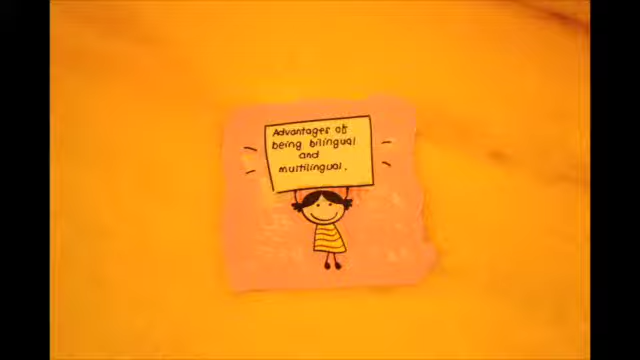 Advantages of
being bilingual
and
multilingual.